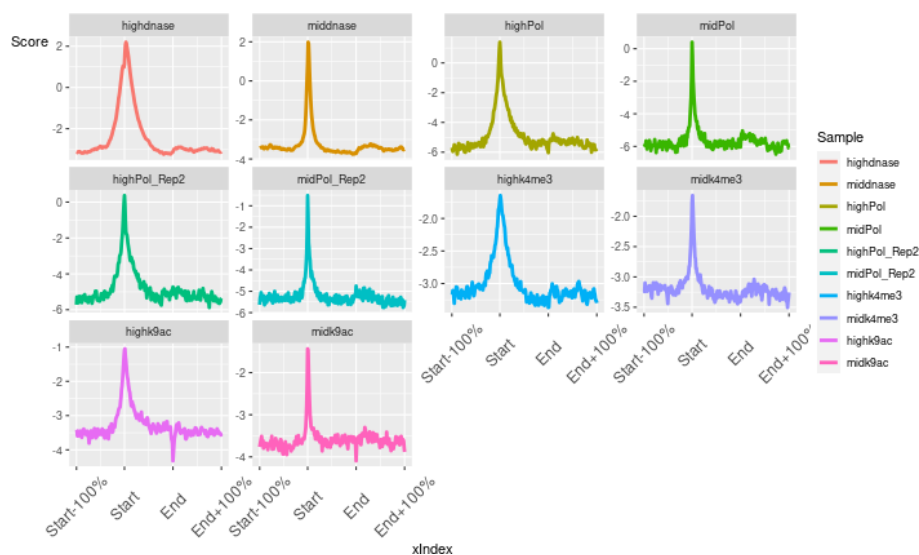 highdnase
middnase
highPol
midPol
Score
2
0
-2
2
0
-2
-4
0
-2
-4
-6
0
-2
-4
-6
highPol_Rep2
midPol_Rep2
highk4me3
midk4me3
0
-2
-4
-6
-1
-2
-3
-4
-5
-6
-2.0
-2.5
-3.0
-2.0
-2.5
-3.0
-3.5
highk9ac
midk9ac
-1
-2
-3
-4
-2
-3
-4
Start-100%
Start
End
End+100%
Start-100%
Start
End
End+100%
Start-100%
Start
End
End+100%
Start-100%
Start
End
End+100%
xIndex
Sample
highdnase
middnase
highPol
midPol
highPol_Rep2
midPol_Rep2
highk4me3
midk4me3
highk9ac
midk9ac